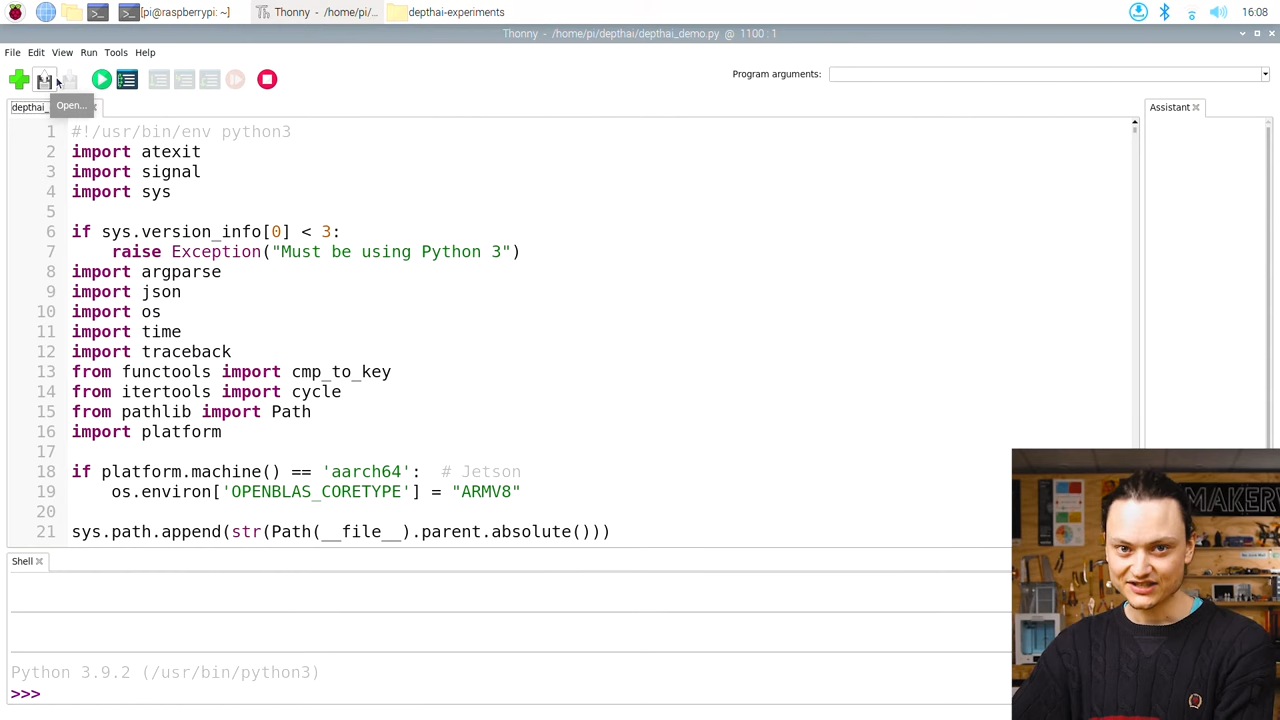 [pi@raspberrypi: ~]
Thonny - /home/pi/...
depthai-experiments
16:08
Thonny - /home/pi/depthai/depthai_demo.py @ 1100 : 1
File Edit View Run Tools Help
Program arguments:
depthai_
Open...
Assistant
1 #!/usr/bin/env python3
2 import atexit
3 import signal
4 import sys
5
6 if sys.version_info[0] < 3:
7 raise Exception("Must be using Python 3")
8 import argparse
9 import json
10 import os
11 import time
12 import traceback
13 from functools import cmp_to_key
14 from itertools import cycle
15 from pathlib import Path
16 import platform
17
18 if platform.machine() == 'aarch64':  # Jetson
19 os.environ['OPENBLAS_CORETYPE'] = "ARMV8"
20
21 sys.path.append(str(Path(__file__).parent.absolute()))
Shell
Python 3.9.2 (/usr/bin/python3)
>>>
MAKERV